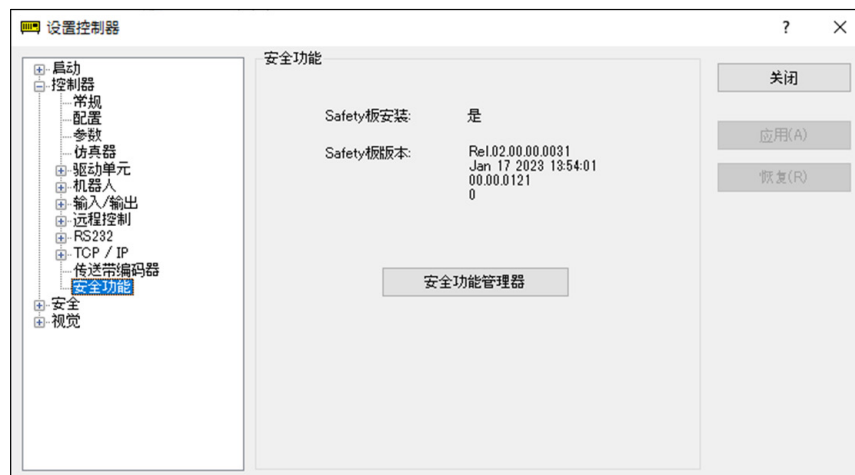 设置控制器
? ×
启动
控制器
常规
配置
参数
仿真器
驱动单元
机器人
输入/输出
远程控制
RS232
TCP / IP
传送带编码器
安全功能
安全
视觉
安全功能
Safety板安装: 是
Safety板版本: Rel.02.00.00.0031
Jan 17 2023 13:54:01
00.00.0121
0
安全功能管理器
关闭
应用(A)
恢复(R)